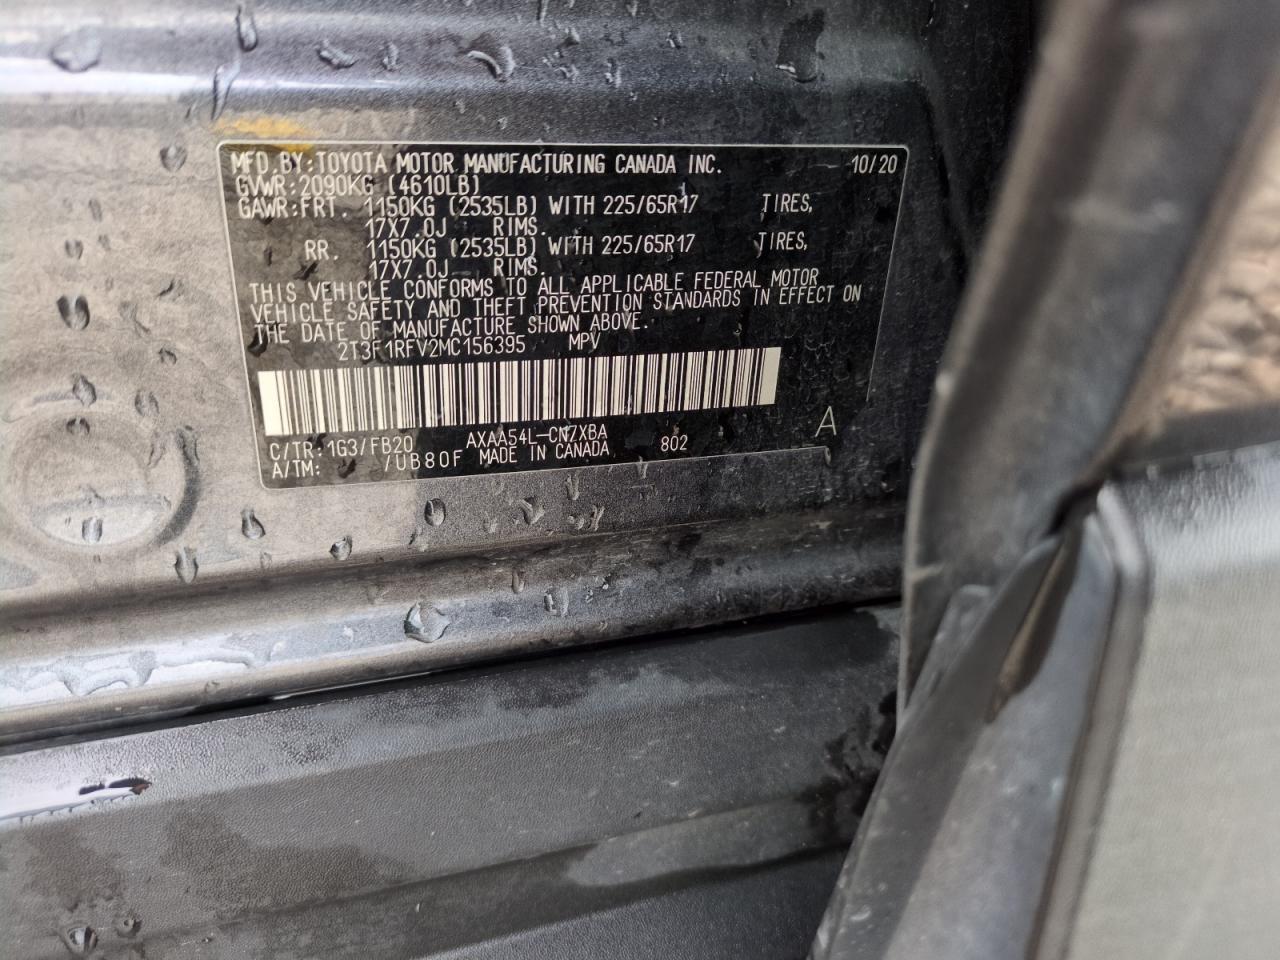 MFD.BY:TOYOTA MOTOR MANUFACTURING CANADA INC. 10/20
GVWR:2090KG (4610LB)
GAWR:FRT. 1150KG (2535LB) WITH 225/65R17 TIRES,
17X7.0J RIMS.
RR. 1150KG (2535LB) WITH 225/65R17 TIRES,
17X7.0J RIMS.
THIS VEHICLE CONFORMS TO ALL APPLICABLE FEDERAL MOTOR
VEHICLE SAFETY AND THEFT PREVENTION STANDARDS IN EFFECT ON
THE DATE OF MANUFACTURE SHOWN ABOVE.
2T3F1RFV2MC156395 MPV
C/TR:1G3/FB20 AXAA54L-CNZXBA 802 A
A/TM: /UB80F MADE IN CANADA